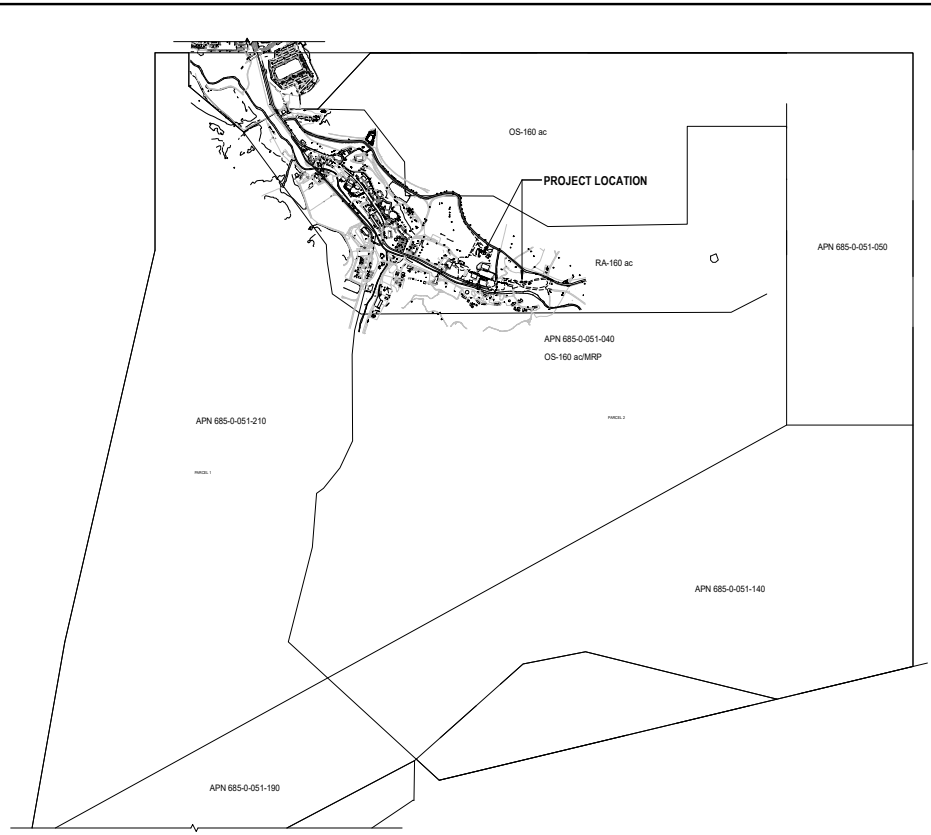 OS-160 ac
PROJECT LOCATION
APN 685-0-051-050
RA-160 ac
APN 685-0-051-040
OS-160 ac/MRP
PARCEL 2
APN 685-0-051-210
PARCEL 1
APN 685-0-051-140
APN 685-0-051-190